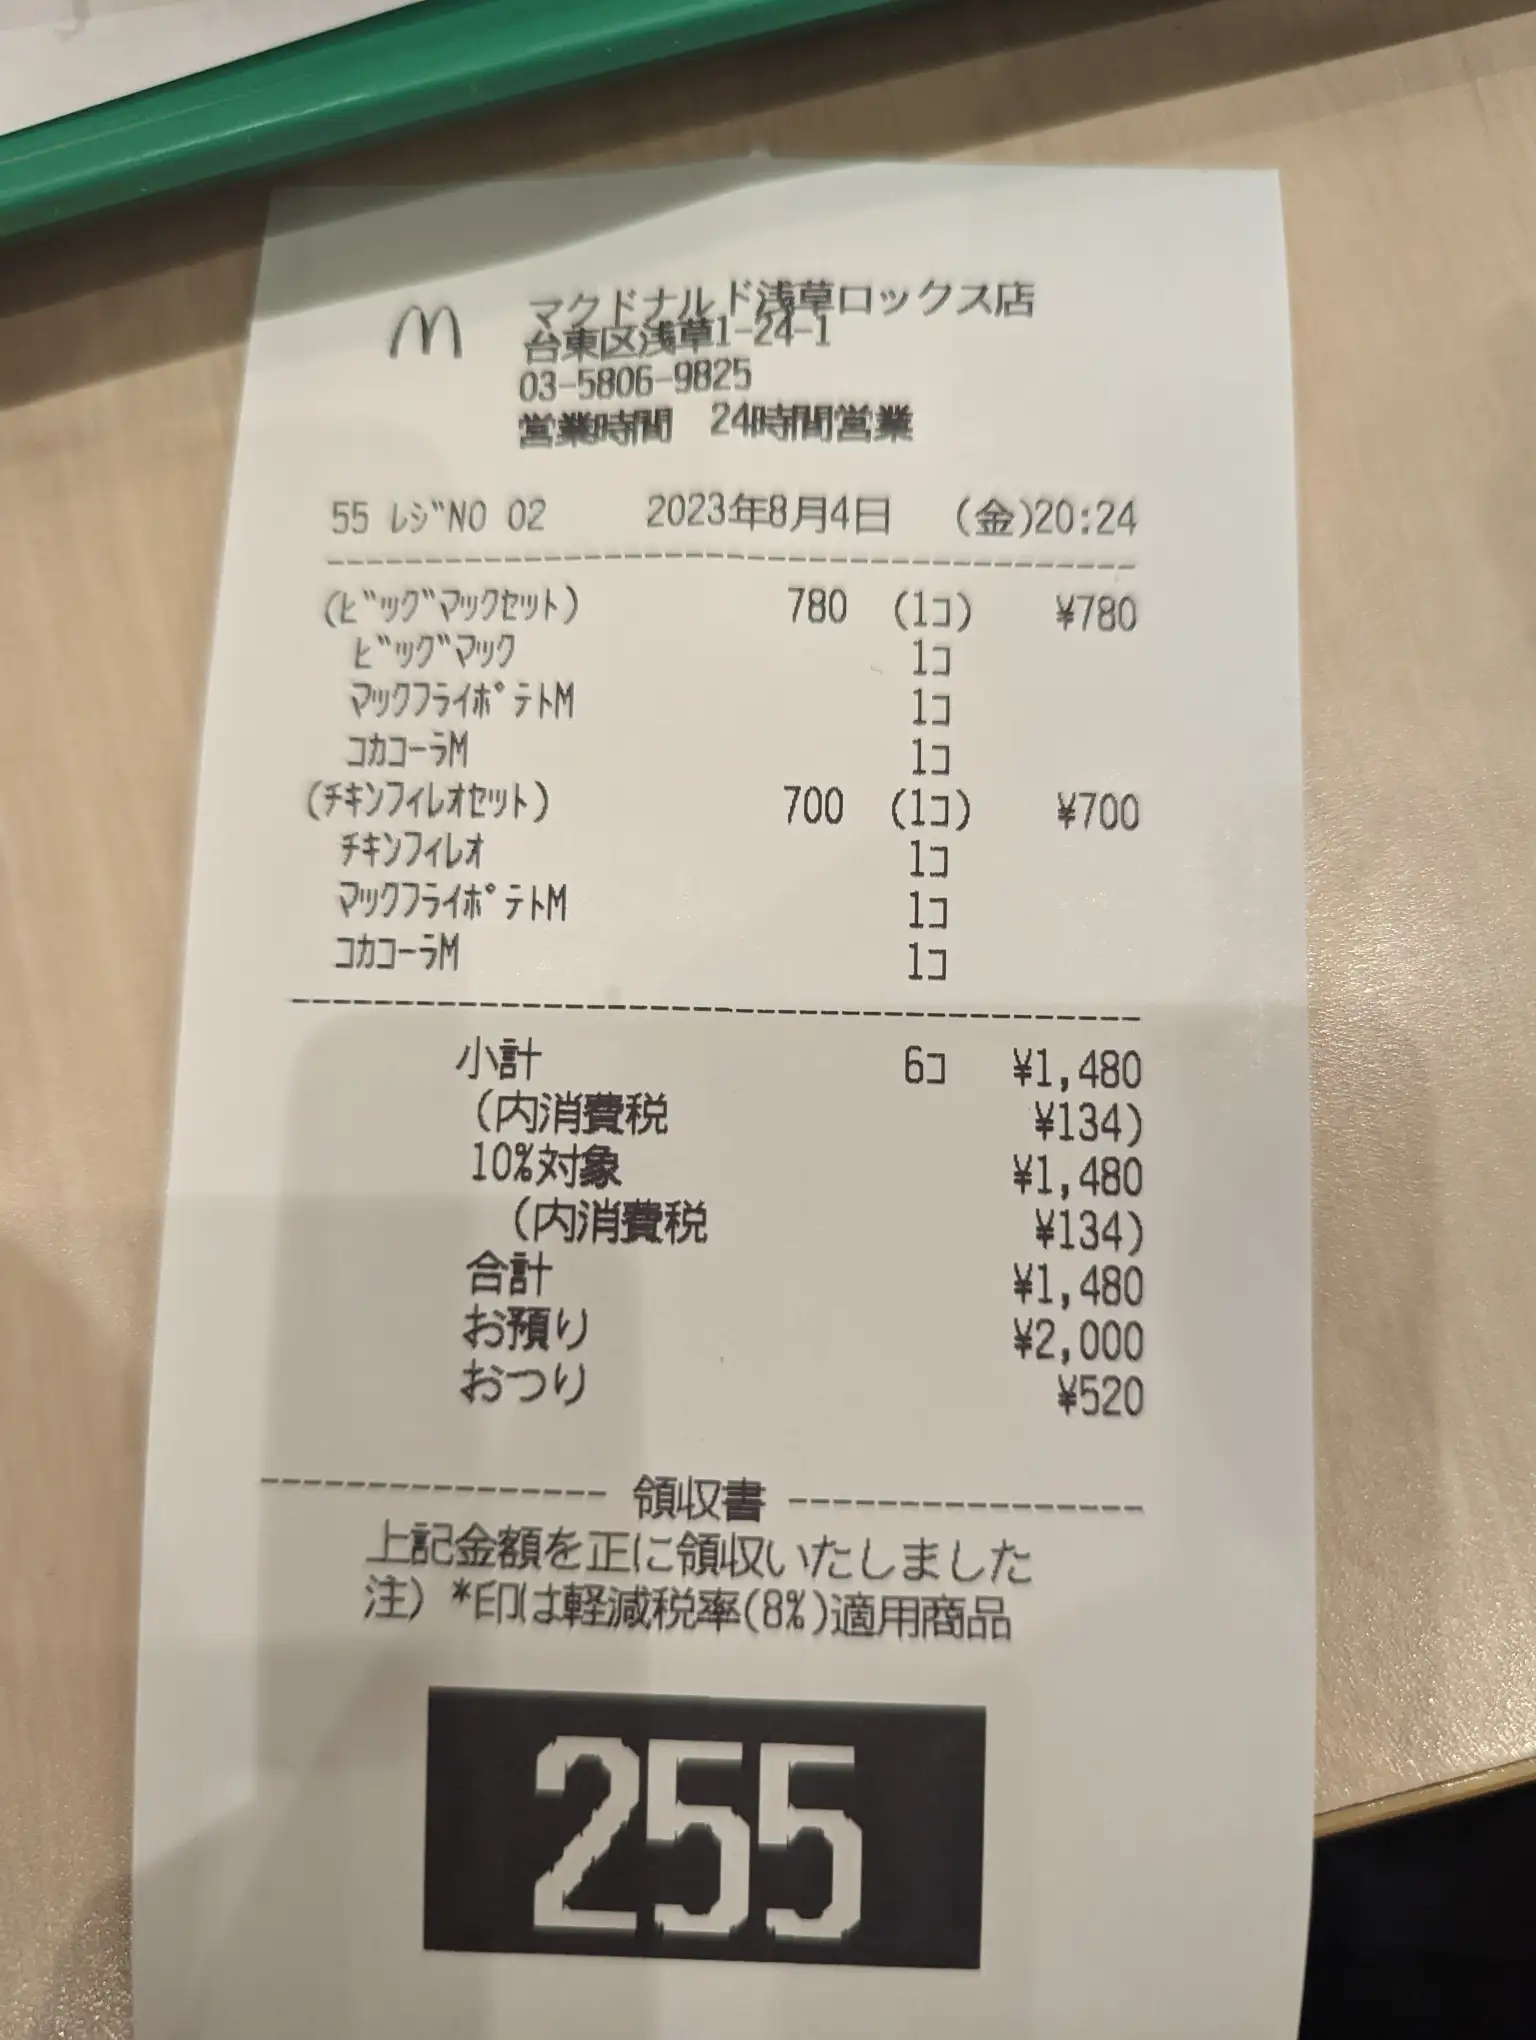 マクドナルド浅草ロックス店
台東区浅草1-24-1
03-5806-9825
営業時間 24時間営業
55 ﾚｼﾞNO 02 2023年8月4日 (金)20:24
(ﾋﾞｯｸﾞﾏｯｸｾｯﾄ) 780 (1ｺ) ¥780
ﾋﾞｯｸﾞﾏｯｸ 1ｺ
ﾏｯｸﾌﾗｲﾎﾟﾃﾄM 1ｺ
ｺｶｺｰﾗM 1ｺ
(ﾁｷﾝﾌｨﾚｵｾｯﾄ) 700 (1ｺ) ¥700
ﾁｷﾝﾌｨﾚｵ 1ｺ
ﾏｯｸﾌﾗｲﾎﾟﾃﾄM 1ｺ
ｺｶｺｰﾗM 1ｺ
小計 6ｺ ¥1,480
(内消費税 ¥134)
10%対象 ¥1,480
(内消費税 ¥134)
合計 ¥1,480
お預り ¥2,000
おつり ¥520
領収書
上記金額を正に領収いたしました
注) *印は軽減税率(8%)適用商品
255